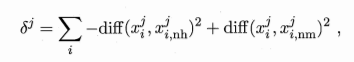 δ^j = ∑_i −diff(x_i^j, x_{i,nh}^j)^2 + diff(x_i^j, x_{i,nm}^j)^2 ,